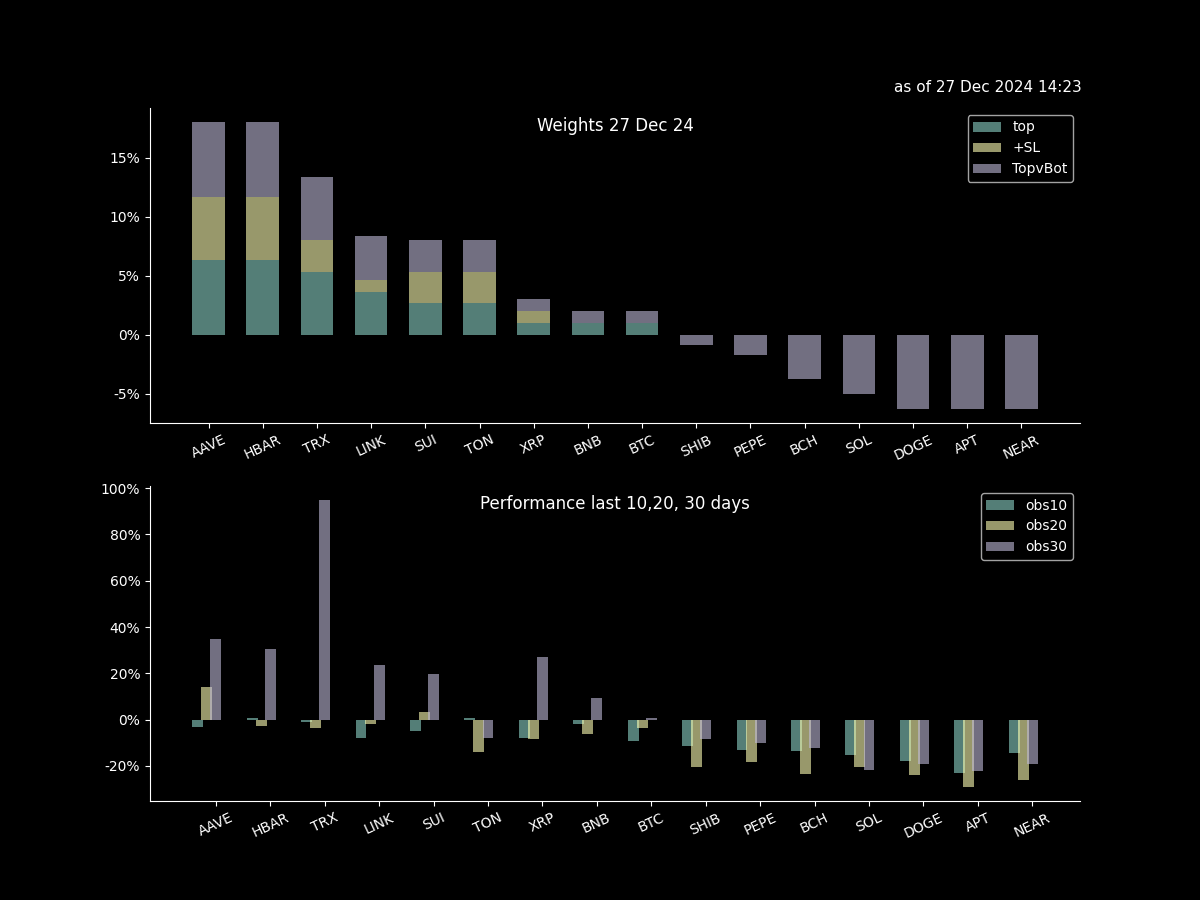 as of 27 Dec 2024 14:23
Weights 27 Dec 24
top
+SL
TopvBot
15%
10%
5%
0%
-5%
AAVE HBAR TRX LINK SUI TON XRP BNB BTC SHIB PEPE BCH SOL DOGE APT NEAR
Performance last 10,20, 30 days
obs10
obs20
obs30
100%
80%
60%
40%
20%
0%
-20%
AAVE HBAR TRX LINK SUI TON XRP BNB BTC SHIB PEPE BCH SOL DOGE APT NEAR